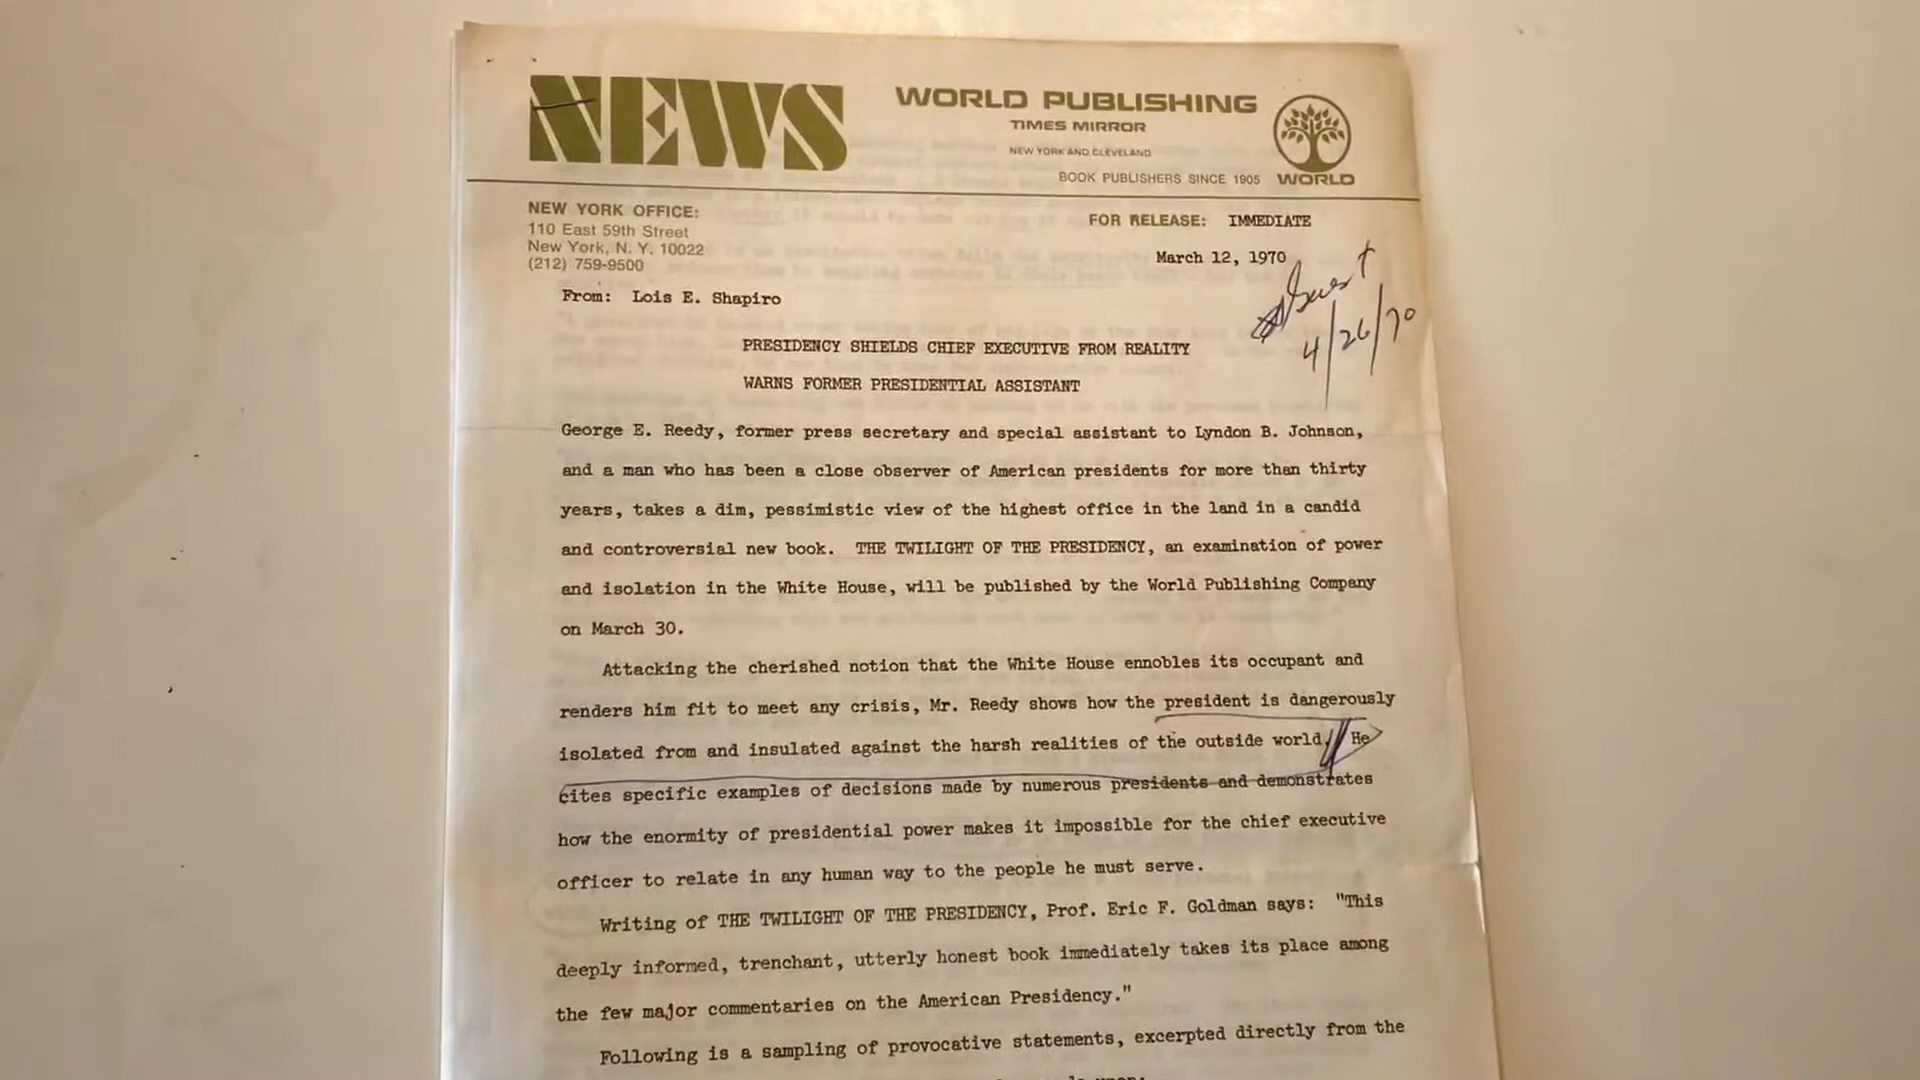 NEWS
WORLD PUBLISHING
TIMES MIRROR
NEW YORK AND CLEVELAND
BOOK PUBLISHERS SINCE 1905
WORLD
NEW YORK OFFICE:
110 East 59th Street
New York, N. Y. 10022
(212) 759-9500
FOR RELEASE: IMMEDIATE
March 12, 1970
4/26/70
From: Lois E. Shapiro
PRESIDENCY SHIELDS CHIEF EXECUTIVE FROM REALITY
WARNS FORMER PRESIDENTIAL ASSISTANT
George E. Reedy, former press secretary and special assistant to Lyndon B. Johnson,
and a man who has been a close observer of American presidents for more than thirty
years, takes a dim, pessimistic view of the highest office in the land in a candid
and controversial new book. THE TWILIGHT OF THE PRESIDENCY, an examination of power
and isolation in the White House, will be published by the World Publishing Company
on March 30.
Attacking the cherished notion that the White House ennobles its occupant and
renders him fit to meet any crisis, Mr. Reedy shows how the president is dangerously
isolated from and insulated against the harsh realities of the outside world. He
cites specific examples of decisions made by numerous presidents and demonstrates
how the enormity of presidential power makes it impossible for the chief executive
officer to relate in any human way to the people he must serve.
Writing of THE TWILIGHT OF THE PRESIDENCY, Prof. Eric F. Goldman says: "This
deeply informed, trenchant, utterly honest book immediately takes its place among
the few major commentaries on the American Presidency."
Following is a sampling of provocative statements, excerpted directly from the